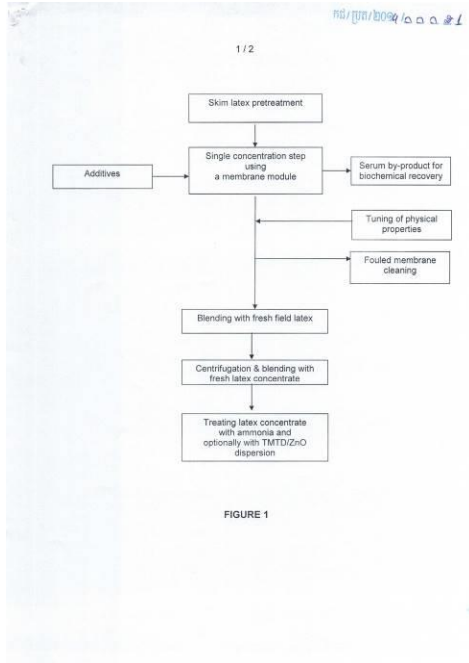 1 / 2
Skim latex pretreatment
Single concentration step
using
a membrane module
Additives
Serum by-product for
biochemical recovery
Tuning of physical
properties
Fouled membrane
cleaning
Blending with fresh field latex
Centrifugation & blending with
fresh latex concentrate
Treating latex concentrate
with ammonia and
optionally with TMTD/ZnO
dispersion
FIGURE 1